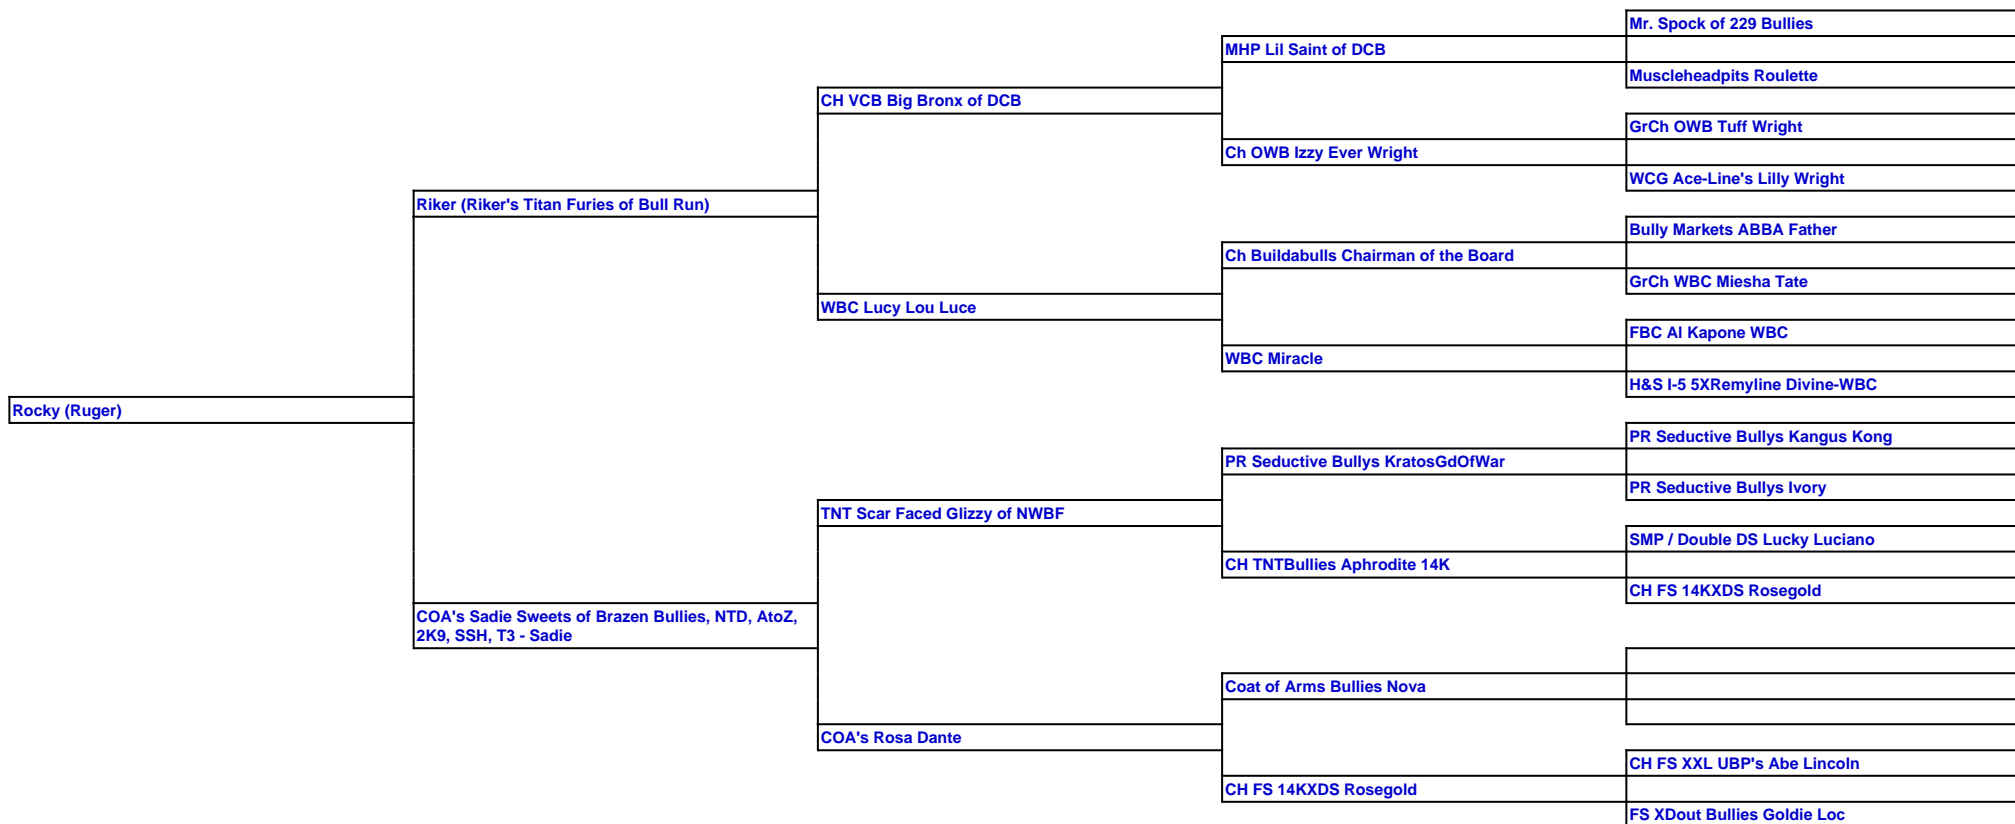 Mr. Spock of 229 Bullies
MHP Lil Saint of DCB
Muscleheadpits Roulette
CH VCB Big Bronx of DCB
GrCh OWB Tuff Wright
Ch OWB Izzy Ever Wright
WCG Ace-Line's Lilly Wright
Riker (Riker's Titan Furies of Bull Run)
Bully Markets ABBA Father
Ch Buildabulls Chairman of the Board
GrCh WBC Miesha Tate
WBC Lucy Lou Luce
FBC Al Kapone WBC
WBC Miracle
H&S I-5 5XRemyline Divine-WBC
Rocky (Ruger)
PR Seductive Bullys Kangus Kong
PR Seductive Bullys KratosGdOfWar
PR Seductive Bullys Ivory
TNT Scar Faced Glizzy of NWBF
SMP / Double DS Lucky Luciano
CH TNTBullies Aphrodite 14K
CH FS 14KXDS Rosegold
COA's Sadie Sweets of Brazen Bullies, NTD, AtoZ,
2K9, SSH, T3 - Sadie
Coat of Arms Bullies Nova
COA's Rosa Dante
CH FS XXL UBP's Abe Lincoln
CH FS 14KXDS Rosegold
FS XDout Bullies Goldie Loc